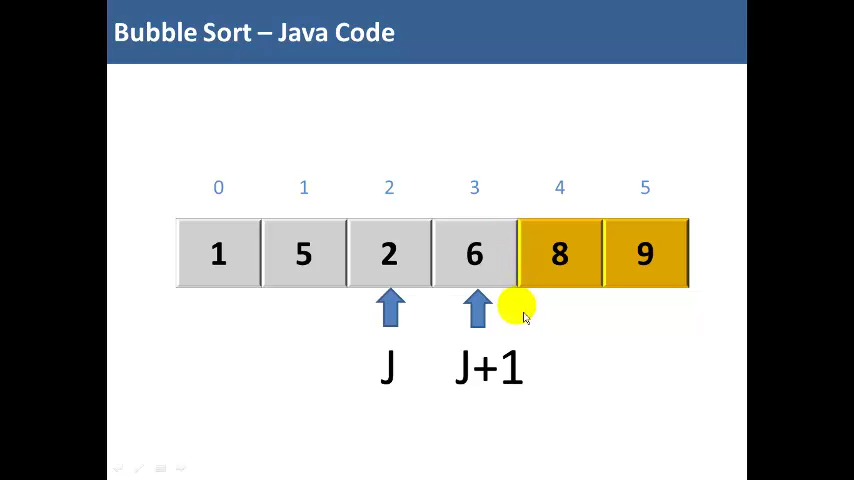 Bubble Sort – Java Code
0 1 2 3 4 5
1 5 2 6 8 9
J J+1